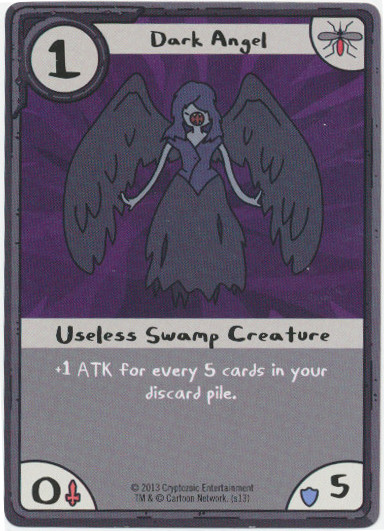 1
Dark Angel
Useless Swamp Creature
+1 ATK for every 5 cards in your
discard pile.
© 2013 Cryptozoic Entertainment
TM & © Cartoon Network. (s13)
0
5